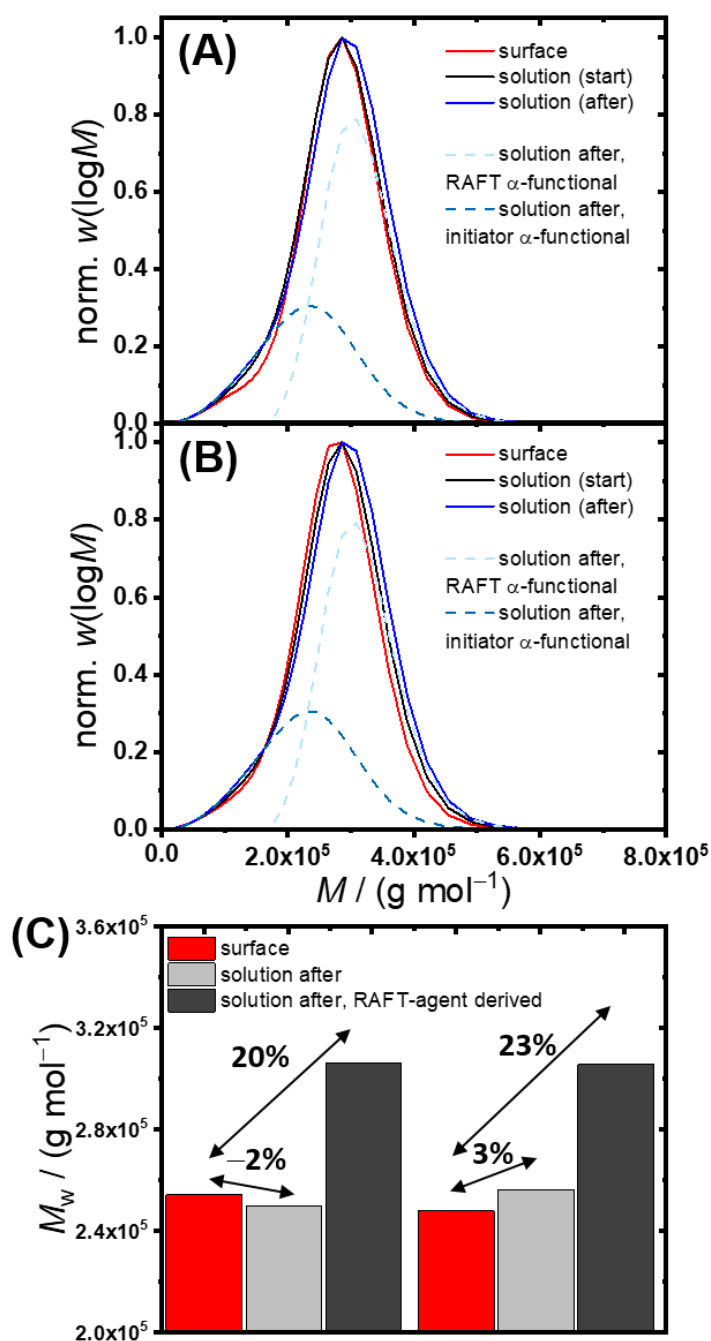 (A)
surface
solution (start)
solution (after)
solution after,
RAFT α-functional
solution after,
initiator α-functional
norm. w(logM)
1.0
0.8
0.6
0.4
0.2
0.0
(B)
surface
solution (start)
solution (after)
solution after,
RAFT α-functional
solution after,
initiator α-functional
norm. w(logM)
1.0
0.8
0.6
0.4
0.2
0.0
0.0 2.0x10⁵ 4.0x10⁵ 6.0x10⁵ 8.0x10⁵
M / (g mol⁻¹)
(C)
surface
solution after
solution after, RAFT-agent derived
20%
−2%
23%
3%
M_w / (g mol⁻¹)
3.6x10⁵
3.2x10⁵
2.8x10⁵
2.4x10⁵
2.0x10⁵